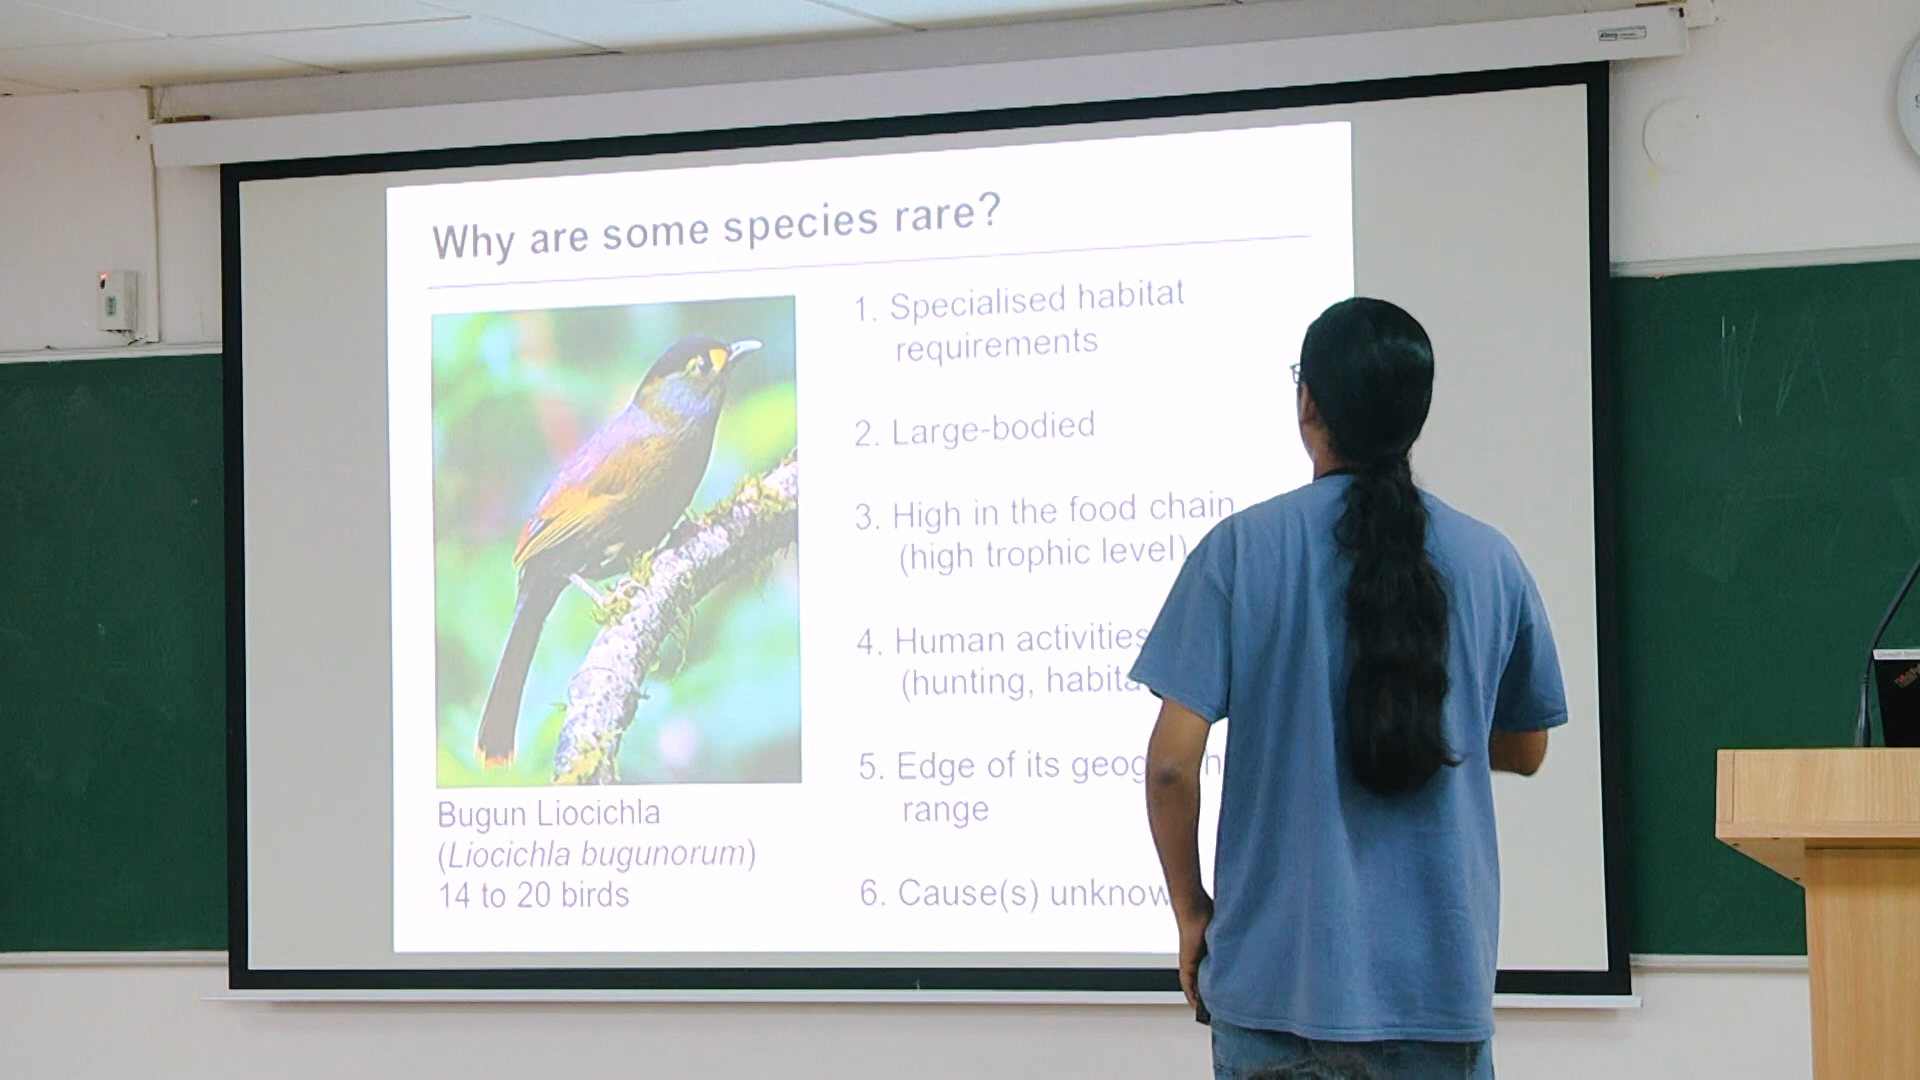 Why are some species rare?
1. Specialised habitat
requirements
2. Large-bodied
3. High in the food chain
(high trophic level)
4. Human activities
(hunting,
5. Edge of its
range
6. Cause(s)
Bugun Liocichla
(Liocichla bugunorum)
14 to 20 birds